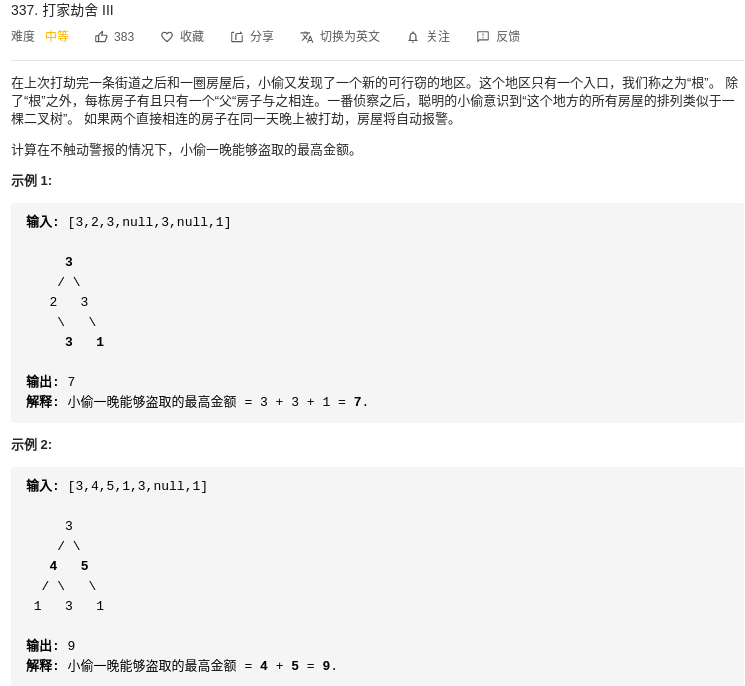 337. 打家劫舍 III
难度 中等 383 收藏 分享 切换为英文 关注 反馈
在上次打劫完一条街道之后和一圈房屋后，小偷又发现了一个新的可行窃的地区。这个地区只有一个入口，我们称之为“根”。 除
了“根”之外，每栋房子有且只有一个“父“房子与之相连。一番侦察之后，聪明的小偷意识到“这个地方的所有房屋的排列类似于一
棵二叉树”。 如果两个直接相连的房子在同一天晚上被打劫，房屋将自动报警。
计算在不触动警报的情况下，小偷一晚能够盗取的最高金额。
示例 1:
输入: [3,2,3,null,3,null,1]
3
/ \
2 3
\ \
3 1
输出: 7
解释: 小偷一晚能够盗取的最高金额 = 3 + 3 + 1 = 7.
示例 2:
输入: [3,4,5,1,3,null,1]
3
/ \
4 5
/ \ \
1 3 1
输出: 9
解释: 小偷一晚能够盗取的最高金额 = 4 + 5 = 9.